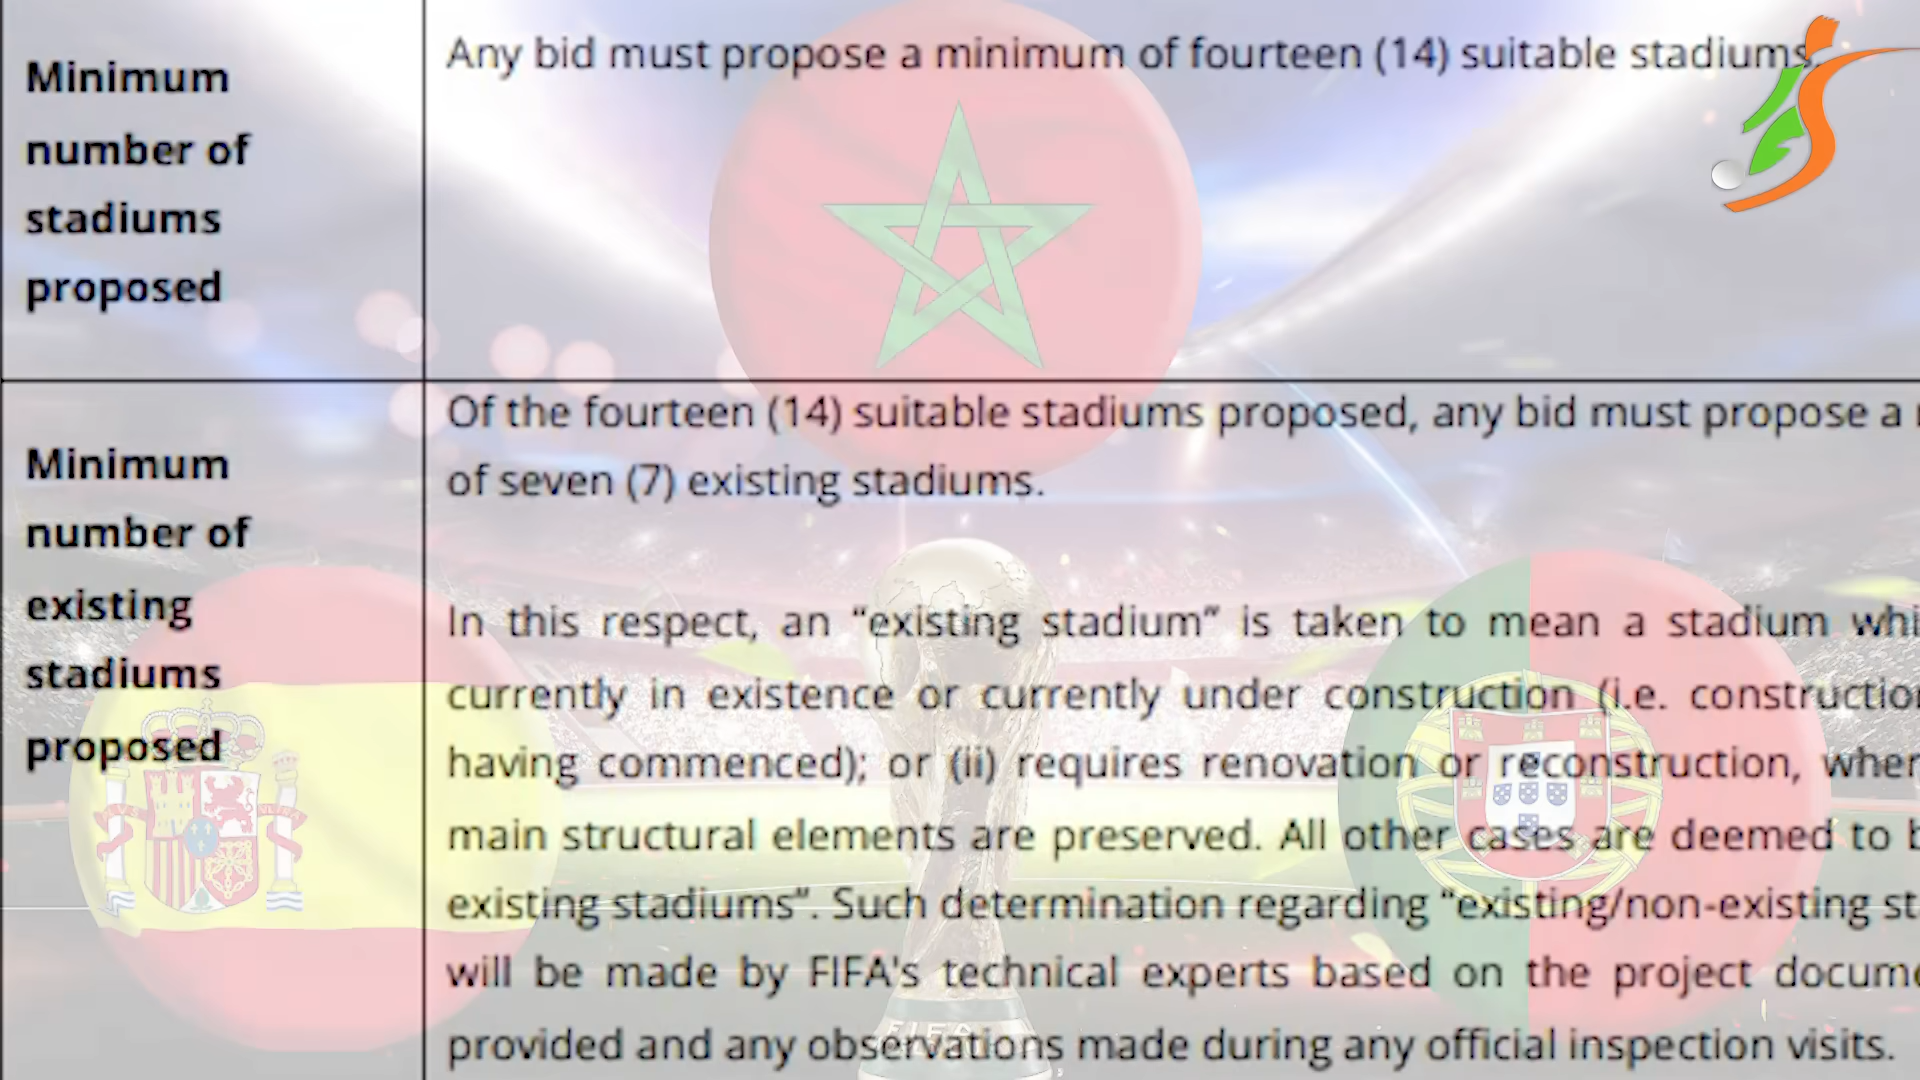 Minimum
number of
stadiums
proposed
Any bid must propose a minimum of fourteen (14) suitable stadiums.
Minimum
number of
existing
stadiums
proposed
Of the fourteen (14) suitable stadiums proposed, any bid must propose a
of seven (7) existing stadiums.
In this respect, an “existing stadium” is taken to mean a stadium whi
currently in existence or currently under construction (i.e. constructio
having commenced); or (ii) requires renovation or reconstruction, wher
main structural elements are preserved. All other cases are deemed to b
existing stadiums”. Such determination regarding “existing/non-existing st
will be made by FIFA's technical experts based on the project docume
provided and any observations made during any official inspection visits.
FIFA